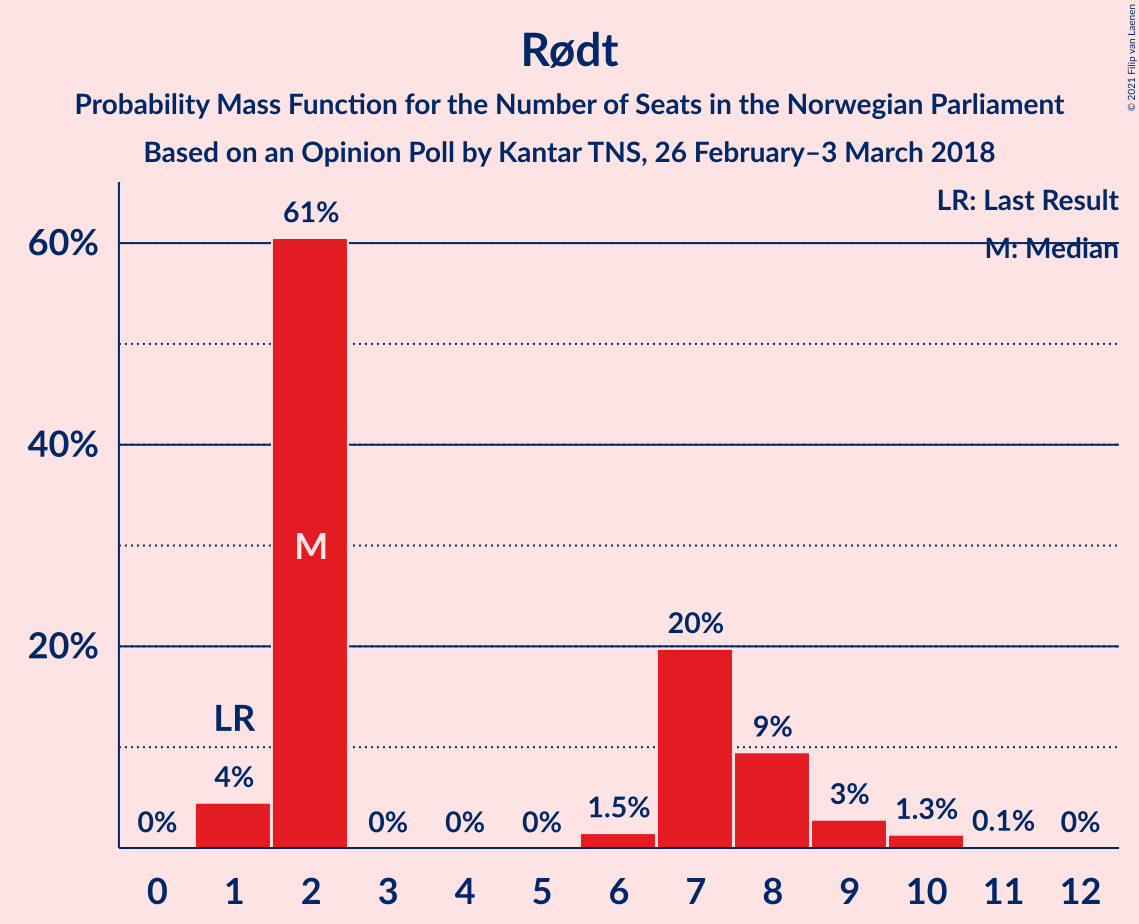 Rødt
Probability Mass Function for the Number of Seats in the Norwegian Parliament
Based on an Opinion Poll by Kantar TNS, 26 February–3 March 2018
© 2021 Filip van Laenen
LR: Last Result
M: Median
60%
40%
20%
0%
4%
LR
61%
M
0%
0%
0%
1.5%
20%
9%
3%
1.3%
0.1%
0%
0 1 2 3 4 5 6 7 8 9 10 11 12